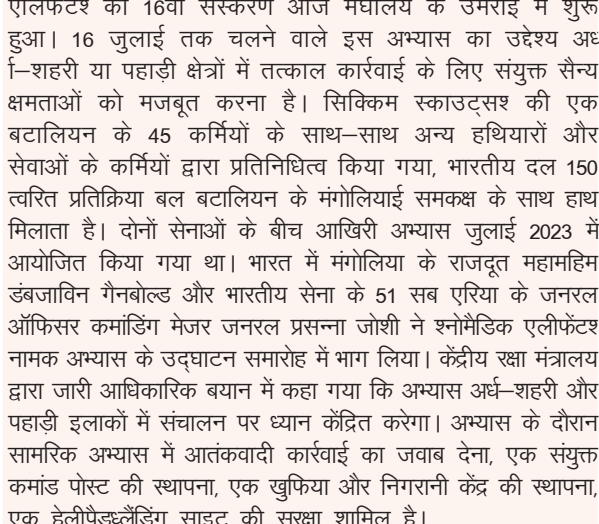 एलिफेंटश का 16वां संस्करण आज मेघालय के उमरोई में शुरू
हुआ। 16 जुलाई तक चलने वाले इस अभ्यास का उद्देश्य अध
र्–शहरी या पहाड़ी क्षेत्रों में तत्काल कार्रवाई के लिए संयुक्त सैन्य
क्षमताओं को मजबूत करना है। सिक्किम स्काउट्सश की एक
बटालियन के 45 कर्मियों के साथ–साथ अन्य हथियारों और
सेवाओं के कर्मियों द्वारा प्रतिनिधित्व किया गया, भारतीय दल 150
त्वरित प्रतिक्रिया बल बटालियन के मंगोलियाई समकक्ष के साथ हाथ
मिलाता है। दोनों सेनाओं के बीच आखिरी अभ्यास जुलाई 2023 में
आयोजित किया गया था। भारत में मंगोलिया के राजदूत महामहिम
डंबजाविन गैनबोल्ड और भारतीय सेना के 51 सब एरिया के जनरल
ऑफिसर कमांडिंग मेजर जनरल प्रसन्ना जोशी ने श्नोमैडिक एलीफेंटश
नामक अभ्यास के उद्घाटन समारोह में भाग लिया। केंद्रीय रक्षा मंत्रालय
द्वारा जारी आधिकारिक बयान में कहा गया कि अभ्यास अर्ध–शहरी और
पहाड़ी इलाकों में संचालन पर ध्यान केंद्रित करेगा। अभ्यास के दौरान
सामरिक अभ्यास में आतंकवादी कार्रवाई का जवाब देना, एक संयुक्त
कमांड पोस्ट की स्थापना, एक खुफिया और निगरानी केंद्र की स्थापना,
एक हेलीपैडध्लैंडिंग साइट की सुरक्षा शामिल है।